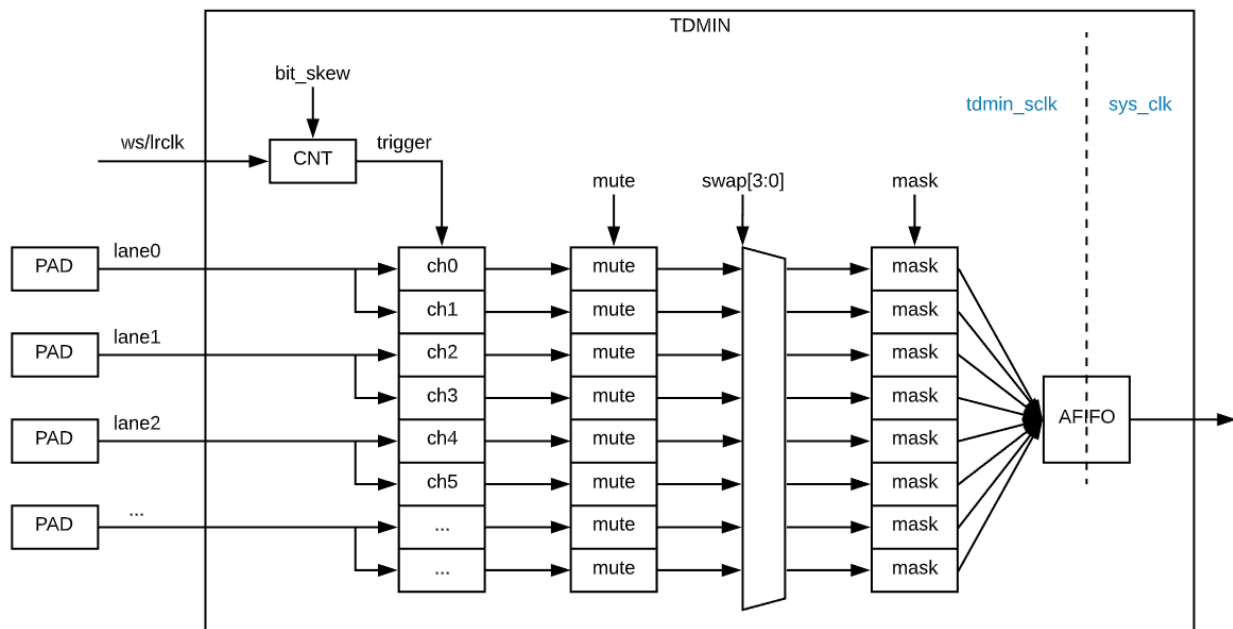 TDMIN
bit_skew
tdmin_sclk
sys_clk
ws/lrclk
CNT
trigger
mute
swap[3:0]
mask
PAD
lane0
ch0
mute
mask
ch1
mute
mask
PAD
lane1
ch2
mute
mask
ch3
mute
mask
AFIFO
PAD
lane2
ch4
mute
mask
ch5
mute
mask
PAD
...
...
mute
mask
...
mute
mask